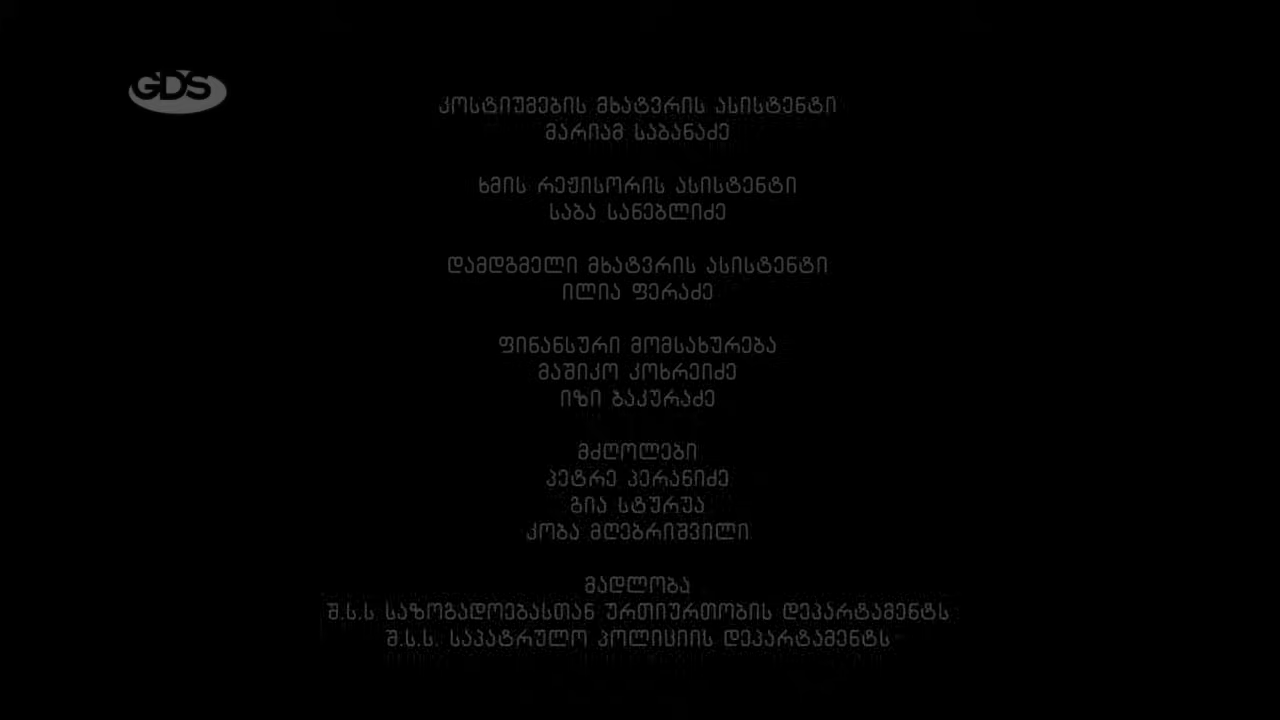 GDS
კოსტიუმების მხატვრის ასისტენტი
მარიამ საბანაძე
ხმის რეჟისორის ასისტენტი
საბა სანებლიძე
დამდგმელი მხატვრის ასისტენტი
ილია ფერაძე
ფინანსური მომსახურება
მაშიკო კოხრეიძე
იზი ბაკურაძე
მძღოლები
პეტრე პერანიძე
გია სტურუა
კობა მღებრიშვილი
მადლობა
შ.ს.ს საზოგადოებასთან ურთიერთობის დეპარტამენტს
შ.ს.ს. საპატრულო პოლიციის დეპარტამენტს